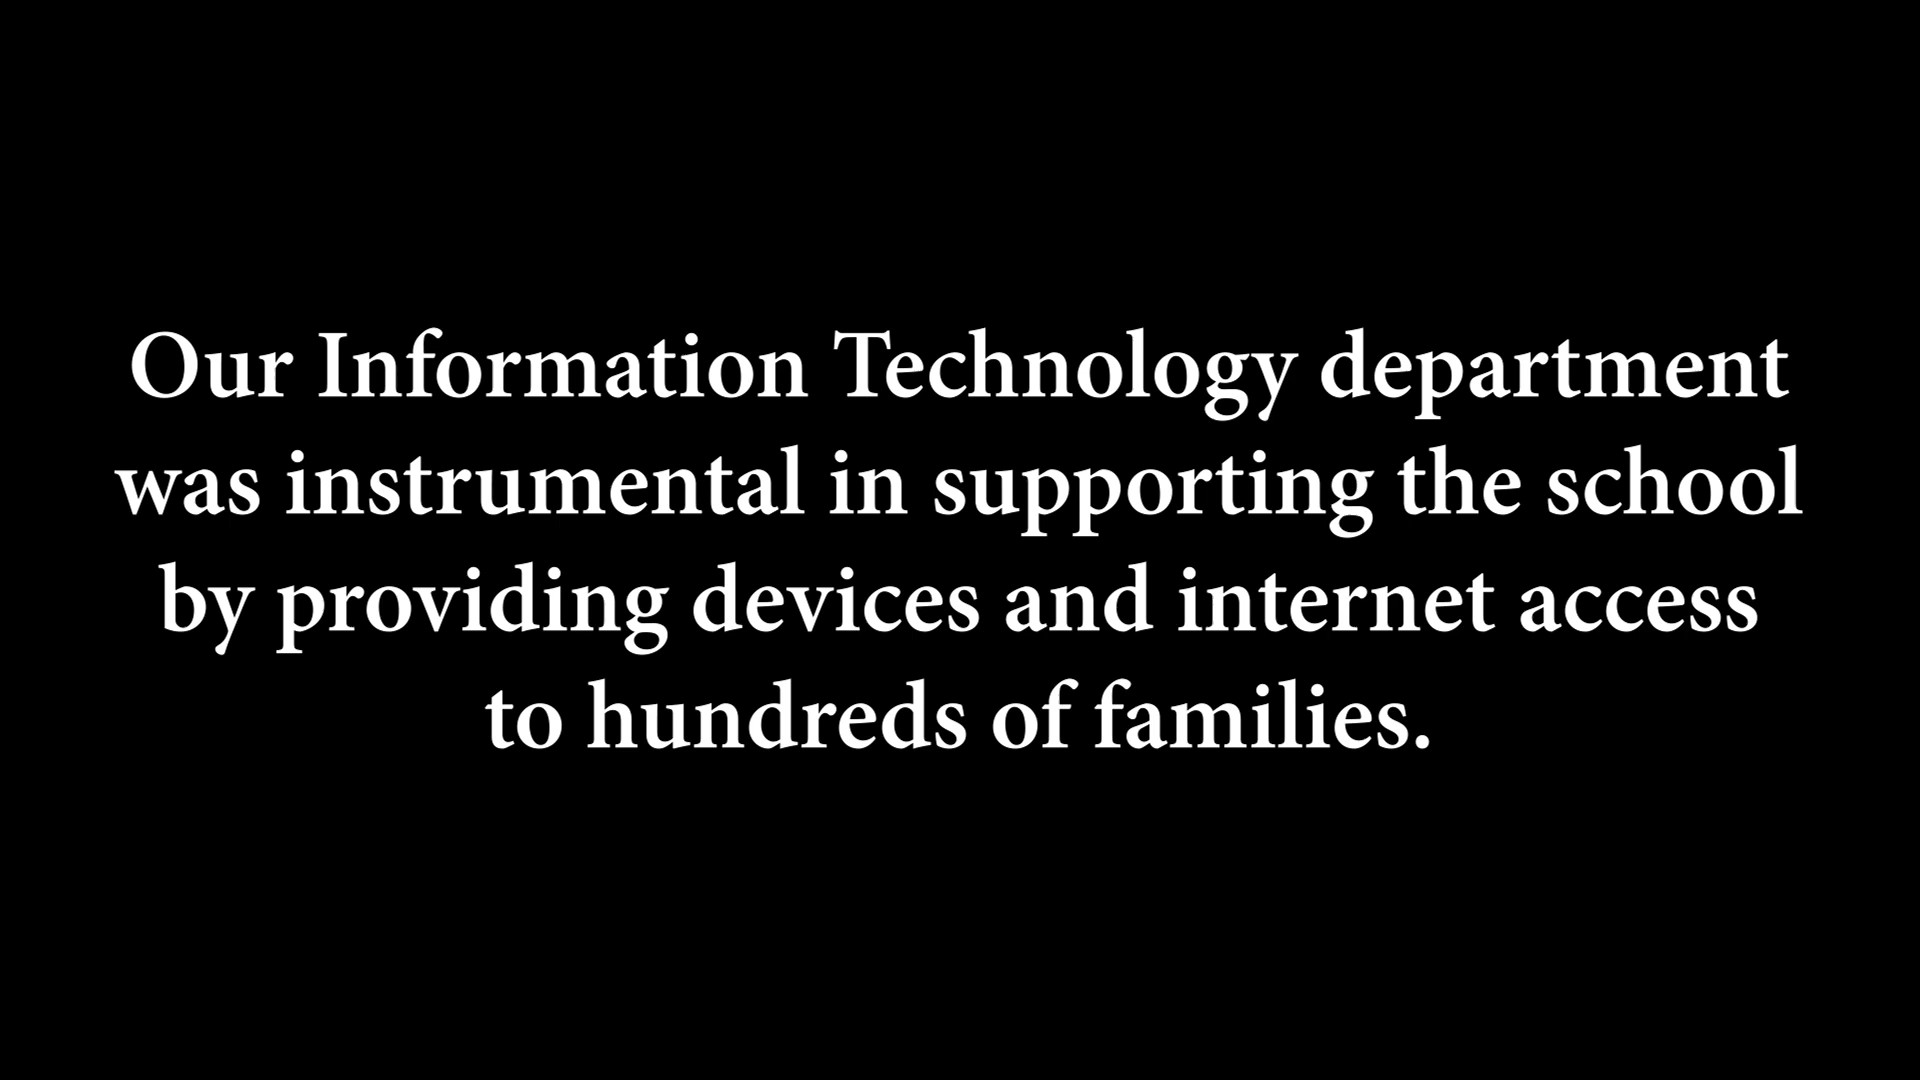 Our Information Technology department
was instrumental in supporting the school
by providing devices and internet access
to hundreds of families.